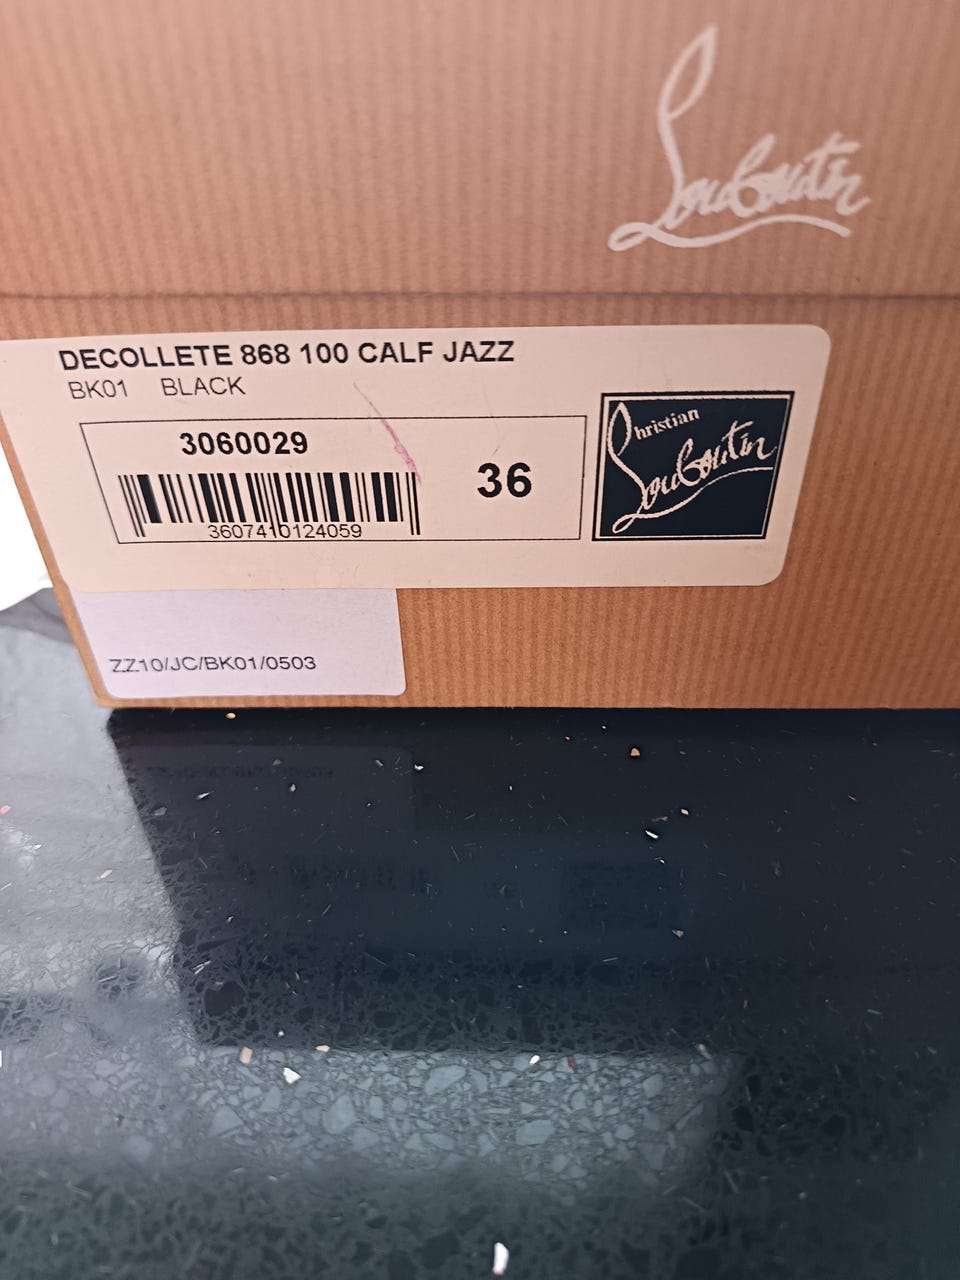 Louboutin
DECOLLETE 868 100 CALF JAZZ
BK01 BLACK
3060029
3607410124059
36
Christian
Louboutin
ZZ10/JC/BK01/0503